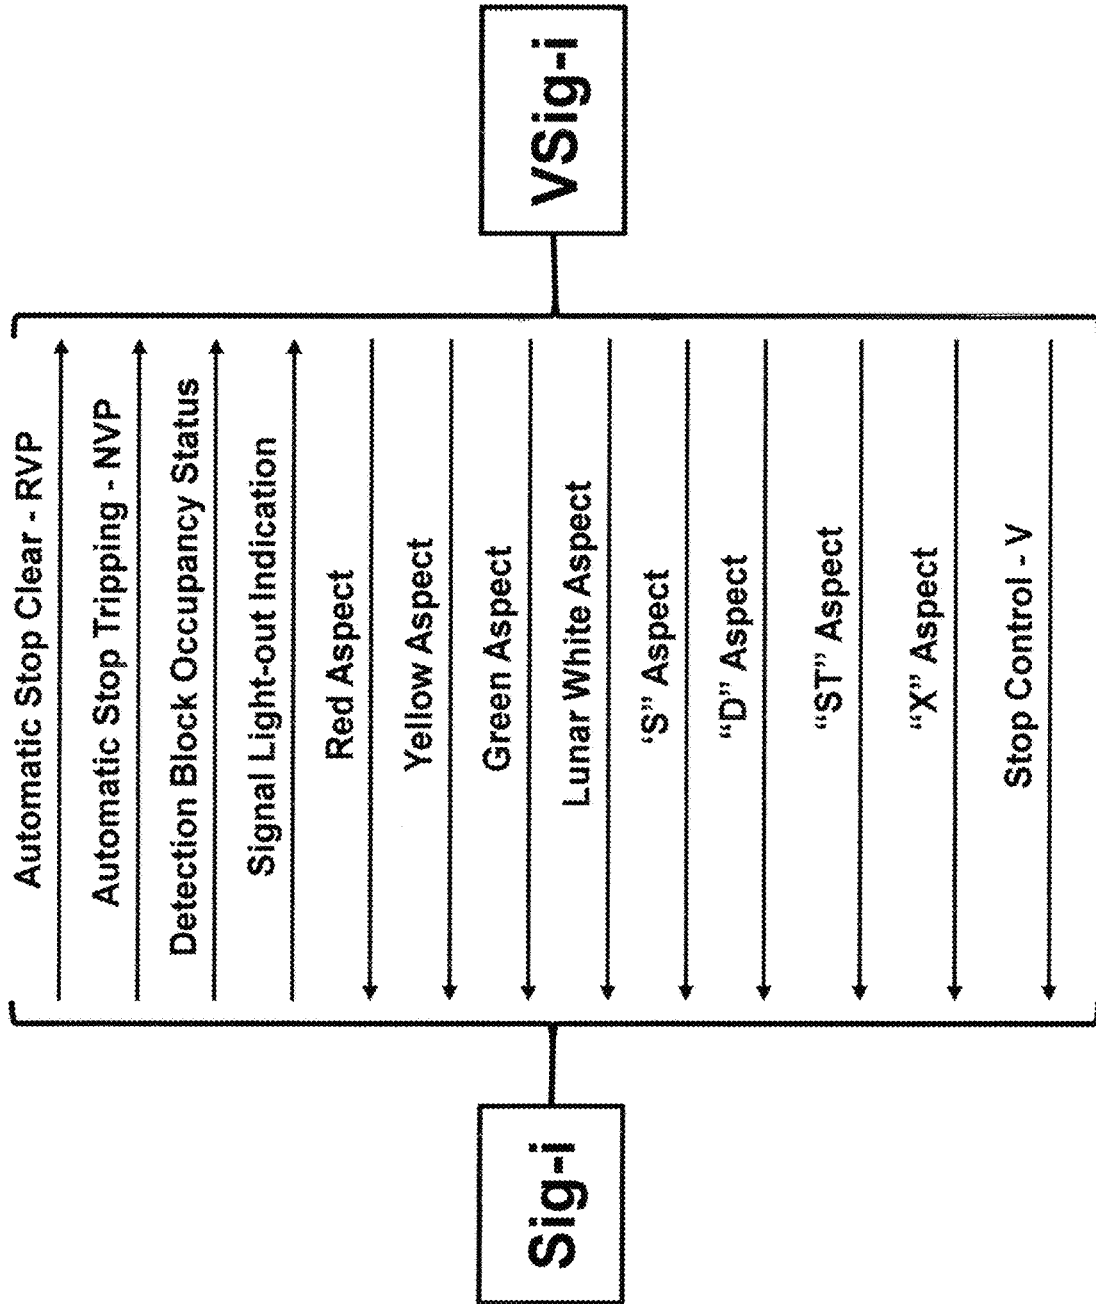 Automatic Stop Clear - RVP
Automatic Stop Tripping - NVP
Detection Block Occupancy Status
Signal Light-out Indication
Red Aspect
Yellow Aspect
Green Aspect
Lunar White Aspect
‘S” Aspect
“D” Aspect
“ST” Aspect
“X” Aspect
Stop Control - V
Sig-i
VSig-i